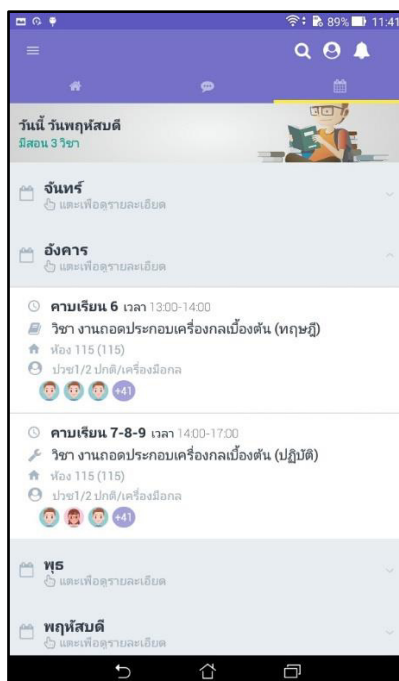 89% 11:41
วันนี้ วันพฤหัสบดี
มีสอน 3 วิชา
จันทร์
แตะเพื่อดูรายละเอียด
อังคาร
แตะเพื่อดูรายละเอียด
คาบเรียน 6 เวลา 13:00-14:00
วิชา งานถอดประกอบเครื่องกลเบื้องต้น (ทฤษฎี)
ห้อง 115 (115)
ปวช1/2 ปกติ/เครื่องมือกล
+41
คาบเรียน 7-8-9 เวลา 14:00-17:00
วิชา งานถอดประกอบเครื่องกลเบื้องต้น (ปฏิบัติ)
ห้อง 115 (115)
ปวช1/2 ปกติ/เครื่องมือกล
+41
พุธ
แตะเพื่อดูรายละเอียด
พฤหัสบดี
แตะเพื่อดูรายละเอียด